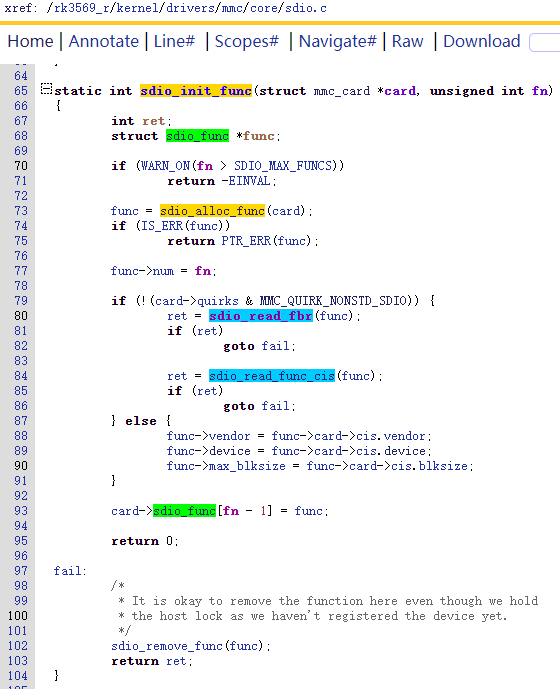 xref: /rk3569_r/kernel/drivers/mmc/core/sdio.c
Home | Annotate | Line# | Scopes# | Navigate# | Raw | Download
64
65 static int sdio_init_func(struct mmc_card *card, unsigned int fn)
66 {
67 int ret;
68 struct sdio_func *func;
69
70 if (WARN_ON(fn > SDIO_MAX_FUNCS))
71 return -EINVAL;
72
73 func = sdio_alloc_func(card);
74 if (IS_ERR(func))
75 return PTR_ERR(func);
76
77 func->num = fn;
78
79 if (!(card->quirks & MMC_QUIRK_NONSTD_SDIO)) {
80 ret = sdio_read_fbr(func);
81 if (ret)
82 goto fail;
83
84 ret = sdio_read_func_cis(func);
85 if (ret)
86 goto fail;
87 } else {
88 func->vendor = func->card->cis.vendor;
89 func->device = func->card->cis.device;
90 func->max_blksize = func->card->cis.blksize;
91 }
92
93 card->sdio_func[fn - 1] = func;
94
95 return 0;
96
97 fail:
98 /*
99 * It is okay to remove the function here even though we hold
100 * the host lock as we haven't registered the device yet.
101 */
102 sdio_remove_func(func);
103 return ret;
104 }